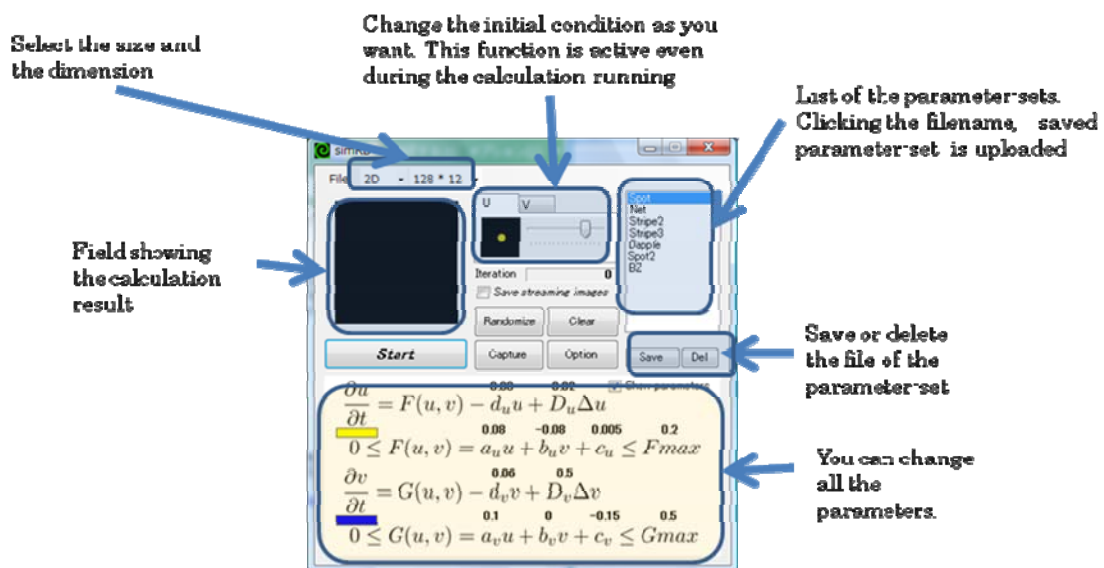 Change the initial condition as you
want. This function is active even
during the calculation running
Select the size and
the dimension
List of the parameter-sets.
Clicking the filename, saved
parameter-set is uploaded
File 2D 128 * 12
U V
Spot
Net
Stripe2
Stripe3
Dapple
Spot2
BZ
Field showing
the calculation
result
Iteration 0
Save streaming images
Randomize Clear
Start Capture Option Save Del
Save or delete
the file of the
parameter-set
0.02 Show parameters
∂u/∂t = F(u, v) − d_u u + D_u Δu
0.08 -0.08 0.005 0.2
0 ≤ F(u, v) = a_u u + b_u v + c_u ≤ Fmax
0.06 0.5
∂v/∂t = G(u, v) − d_v v + D_v Δv
0.1 0 -0.15 0.5
0 ≤ G(u, v) = a_v u + b_v v + c_v ≤ Gmax
You can change
all the
parameters.